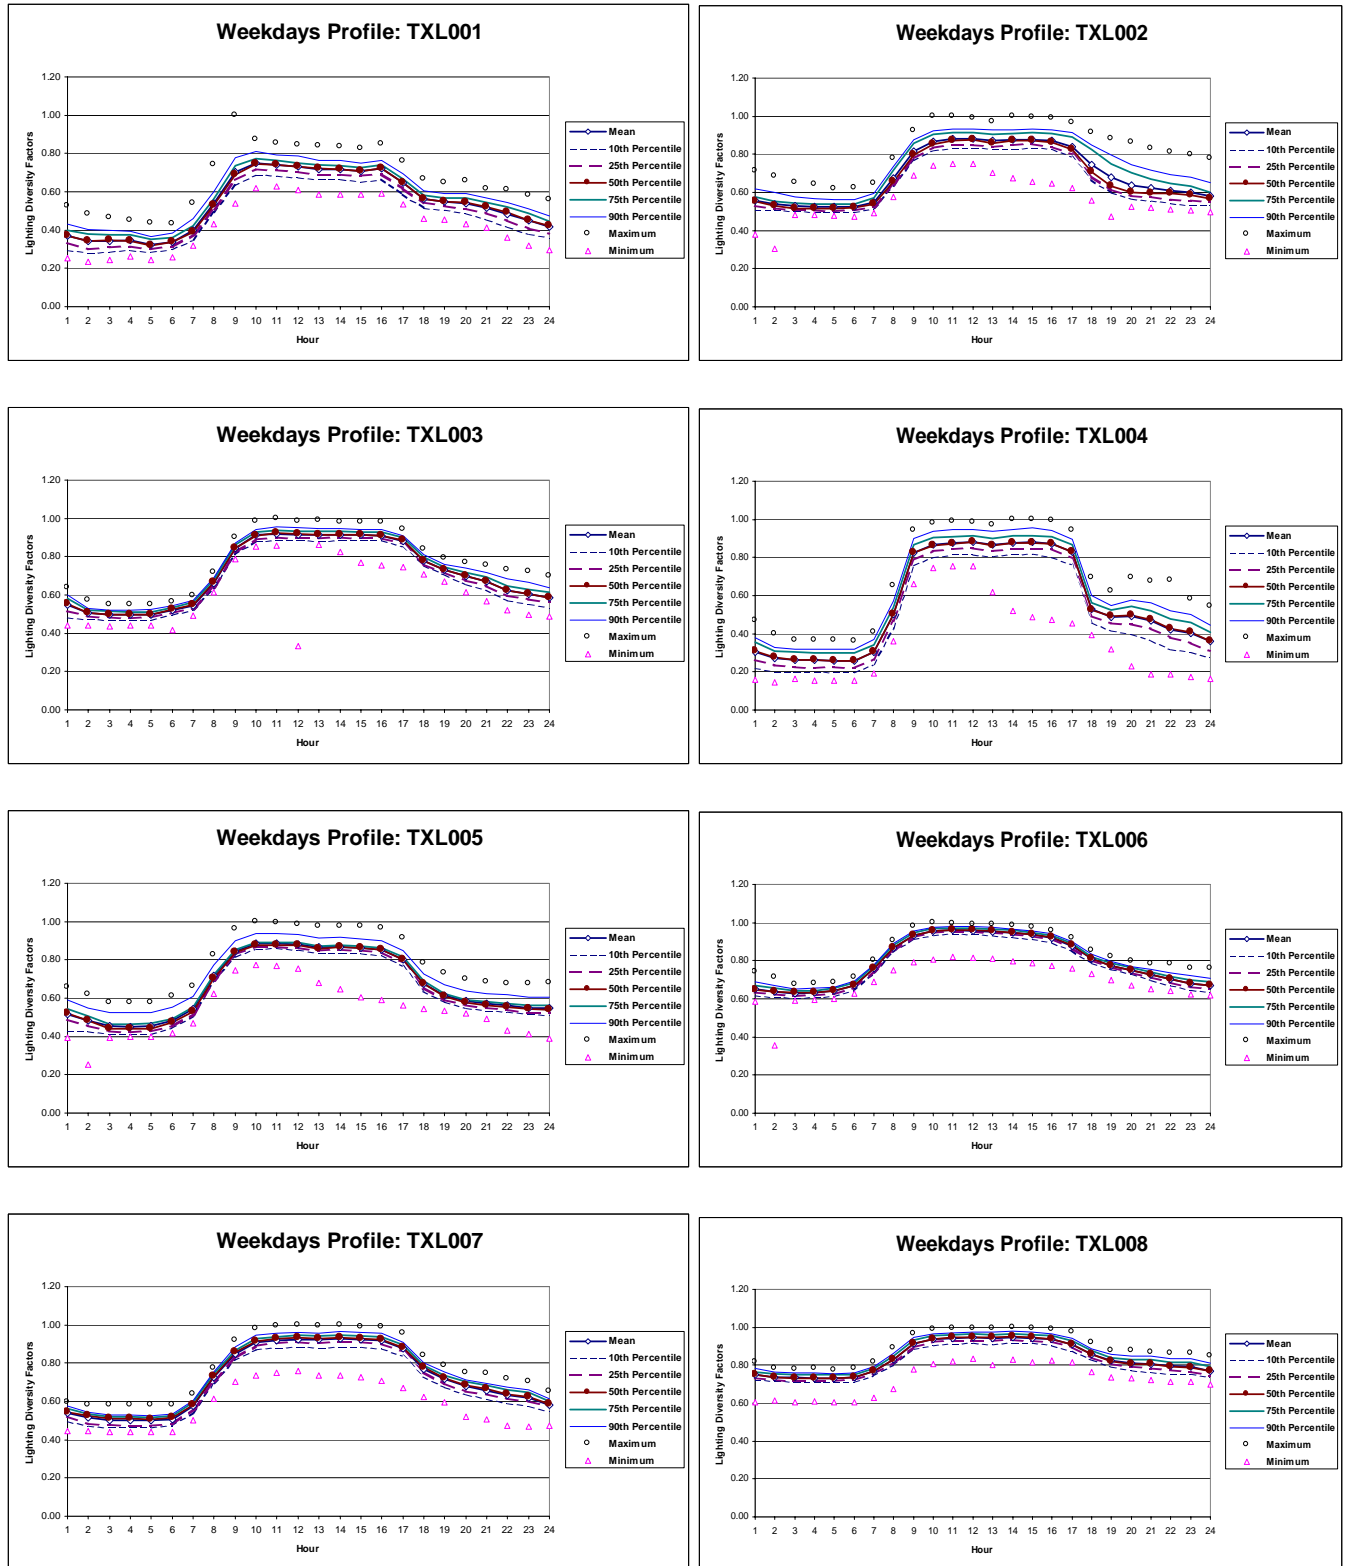 Weekdays Profile: TXL001
Lighting Diversity Factors
1.20
1.00
0.80
0.60
0.40
0.20
0.00
1 2 3 4 5 6 7 8 9 10 11 12 13 14 15 16 17 18 19 20 21 22 23 24
Hour
Mean
10th Percentile
25th Percentile
50th Percentile
75th Percentile
90th Percentile
Maximum
Minimum
Weekdays Profile: TXL002
Lighting Diversity Factors
1.20
1.00
0.80
0.60
0.40
0.20
0.00
1 2 3 4 5 6 7 8 9 10 11 12 13 14 15 16 17 18 19 20 21 22 23 24
Hour
Mean
10th Percentile
25th Percentile
50th Percentile
75th Percentile
90th Percentile
Maximum
Minimum
Weekdays Profile: TXL003
Lighting Diversity Factors
1.20
1.00
0.80
0.60
0.40
0.20
0.00
1 2 3 4 5 6 7 8 9 10 11 12 13 14 15 16 17 18 19 20 21 22 23 24
Hour
Mean
10th Percentile
25th Percentile
50th Percentile
75th Percentile
90th Percentile
Maximum
Minimum
Weekdays Profile: TXL004
Lighting Diversity Factors
1.20
1.00
0.80
0.60
0.40
0.20
0.00
1 2 3 4 5 6 7 8 9 10 11 12 13 14 15 16 17 18 19 20 21 22 23 24
Hour
Mean
10th Percentile
25th Percentile
50th Percentile
75th Percentile
90th Percentile
Maximum
Minimum
Weekdays Profile: TXL005
Lighting Diversity Factors
1.20
1.00
0.80
0.60
0.40
0.20
0.00
1 2 3 4 5 6 7 8 9 10 11 12 13 14 15 16 17 18 19 20 21 22 23 24
Hour
Mean
10th Percentile
25th Percentile
50th Percentile
75th Percentile
90th Percentile
Maximum
Minimum
Weekdays Profile: TXL006
Lighting Diversity Factors
1.20
1.00
0.80
0.60
0.40
0.20
0.00
1 2 3 4 5 6 7 8 9 10 11 12 13 14 15 16 17 18 19 20 21 22 23 24
Hour
Mean
10th Percentile
25th Percentile
50th Percentile
75th Percentile
90th Percentile
Maximum
Minimum
Weekdays Profile: TXL007
Lighting Diversity Factors
1.20
1.00
0.80
0.60
0.40
0.20
0.00
1 2 3 4 5 6 7 8 9 10 11 12 13 14 15 16 17 18 19 20 21 22 23 24
Hour
Mean
10th Percentile
25th Percentile
50th Percentile
75th Percentile
90th Percentile
Maximum
Minimum
Weekdays Profile: TXL008
Lighting Diversity Factors
1.20
1.00
0.80
0.60
0.40
0.20
0.00
1 2 3 4 5 6 7 8 9 10 11 12 13 14 15 16 17 18 19 20 21 22 23 24
Hour
Mean
10th Percentile
25th Percentile
50th Percentile
75th Percentile
90th Percentile
Maximum
Minimum